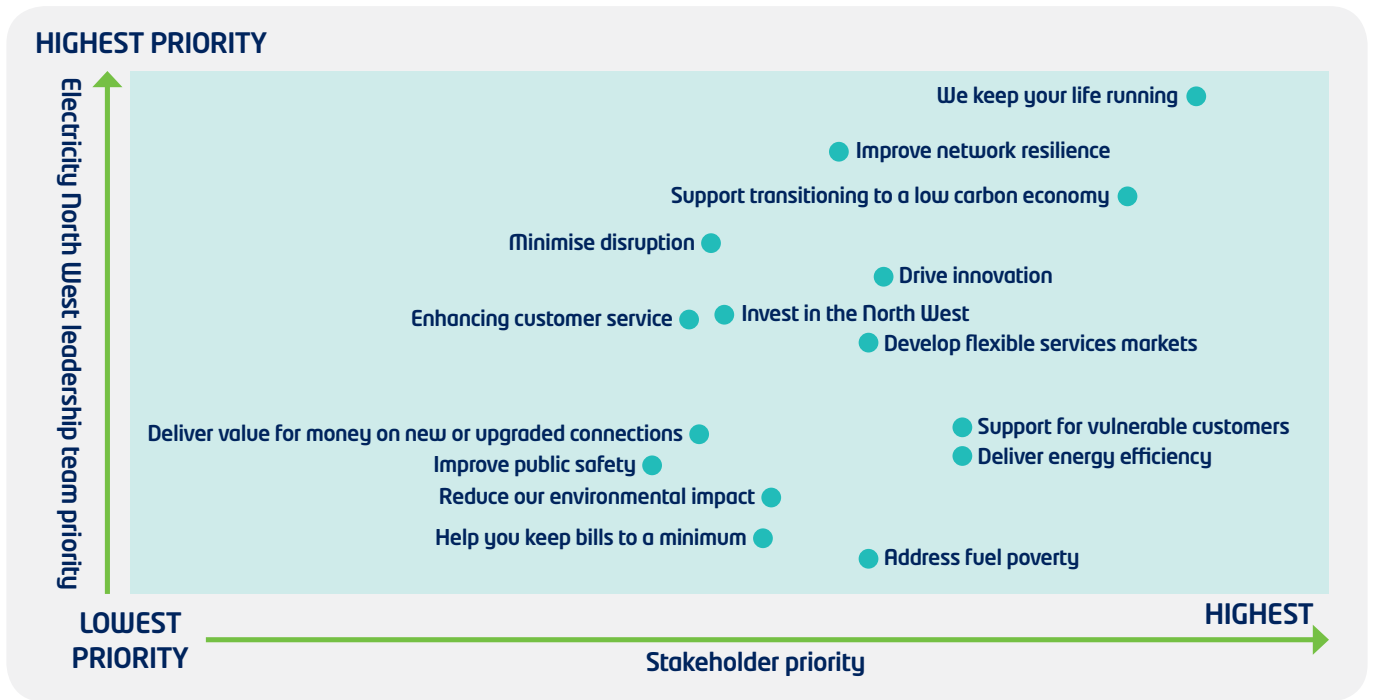 HIGHEST PRIORITY
Electricity North West leadership team priority
We keep your life running
Improve network resilience
Support transitioning to a low carbon economy
Minimise disruption
Drive innovation
Enhancing customer service
Invest in the North West
Develop flexible services markets
Deliver value for money on new or upgraded connections
Support for vulnerable customers
Improve public safety
Deliver energy efficiency
Reduce our environmental impact
Help you keep bills to a minimum
Address fuel poverty
LOWEST
PRIORITY
HIGHEST
Stakeholder priority